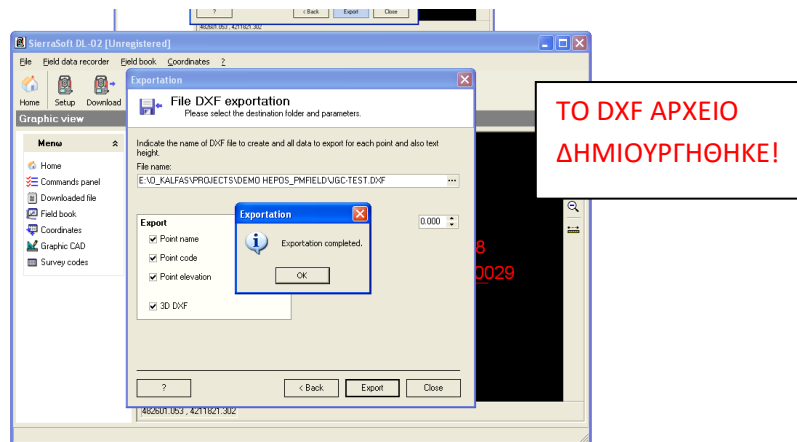 ? < Back Export Close
482601.053 , 4211821.302
SierraSoft DL-02 [Unregistered]
File Field data recorder Field book Coordinates ?
Home Setup Download
Graphic view
Menu
Home
Commands panel
Downloaded file
Field book
Coordinates
Graphic CAD
Survey codes
Exportation
File DXF exportation
Please select the destination folder and parameters.
Indicate the name of DXF file to create and all data to export for each point and also text
height.
File name:
E:\0_KALFAS\PROJECTS\DEMO HEPOS_PMFIELD\JGC-TEST.DXF ...
Export
Point name
Point code
Point elevation
3D DXF
0.000
Exportation
Exportation completed.
OK
8
0029
? < Back Export Close
482601.053 , 4211821.302
ΤΟ DXF ΑΡΧΕΙΟ
ΔΗΜΙΟΥΡΓΗΘΗΚΕ!